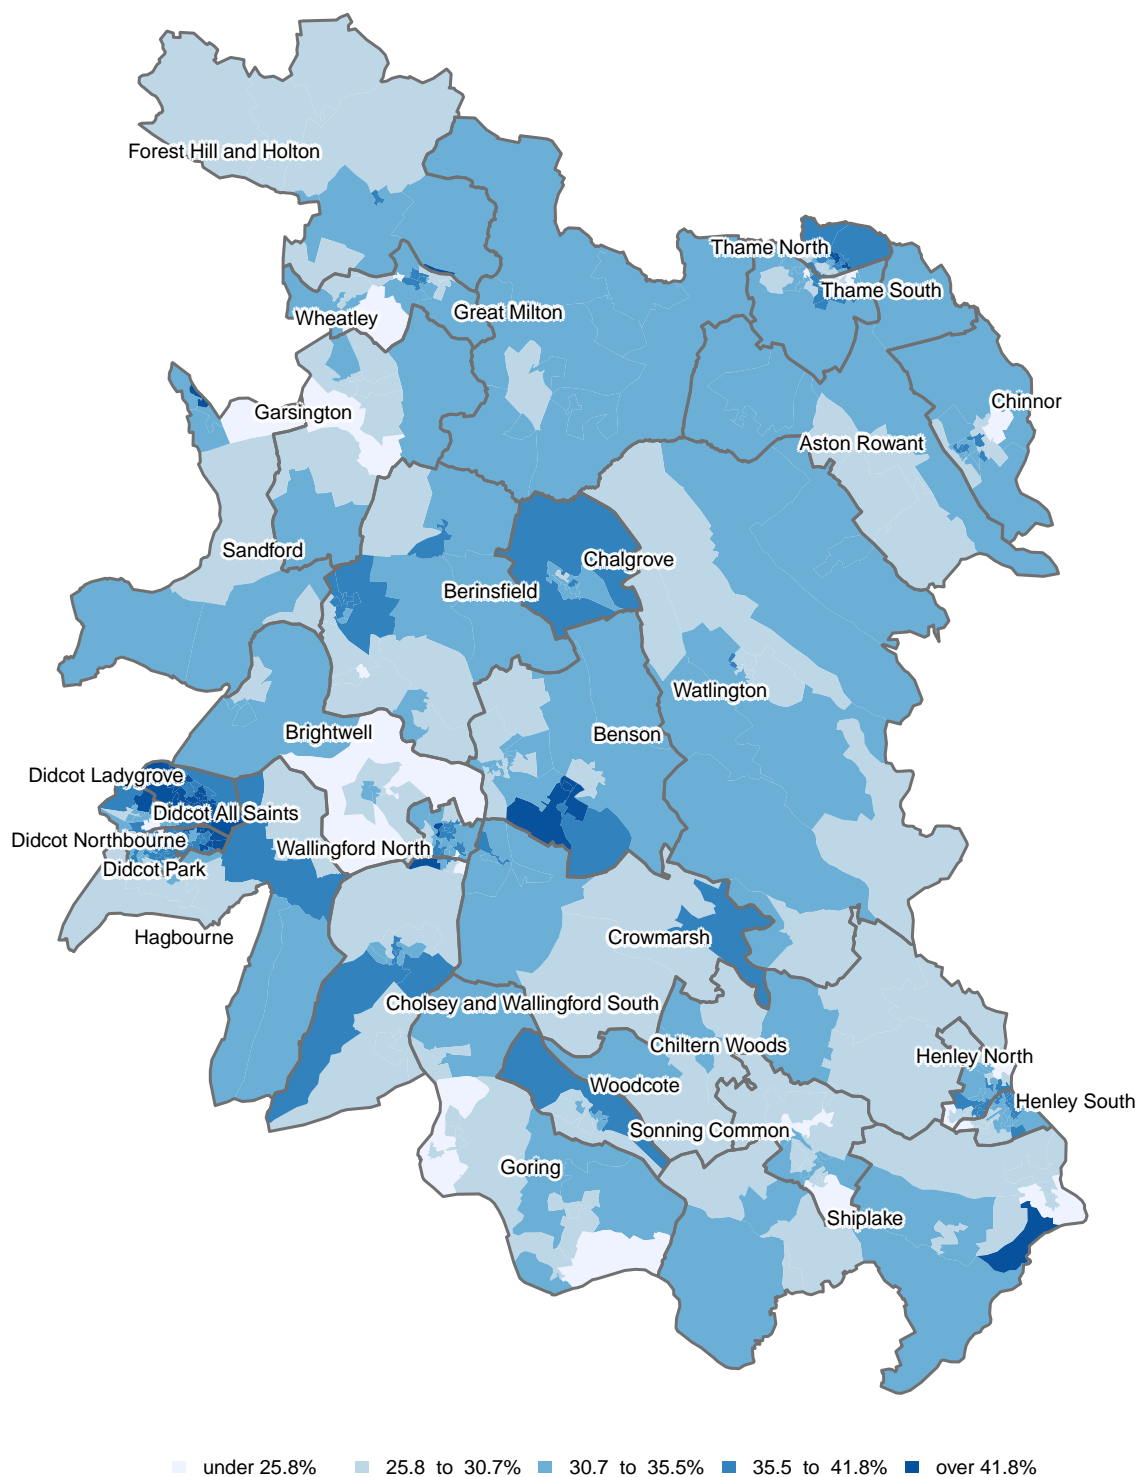 Forest Hill and Holton
Thame North
Thame South
Great Milton
Wheatley
Chinnor
Garsington
Aston Rowant
Sandford
Chalgrove
Berinsfield
Watlington
Brightwell
Benson
Didcot Ladygrove
Didcot All Saints
Didcot Northbourne
Wallingford North
Didcot Park
Hagbourne
Crowmarsh
Cholsey and Wallingford South
Chiltern Woods
Henley North
Woodcote
Henley South
Sonning Common
Goring
Shiplake
under 25.8% 25.8 to 30.7% 30.7 to 35.5% 35.5 to 41.8% over 41.8%